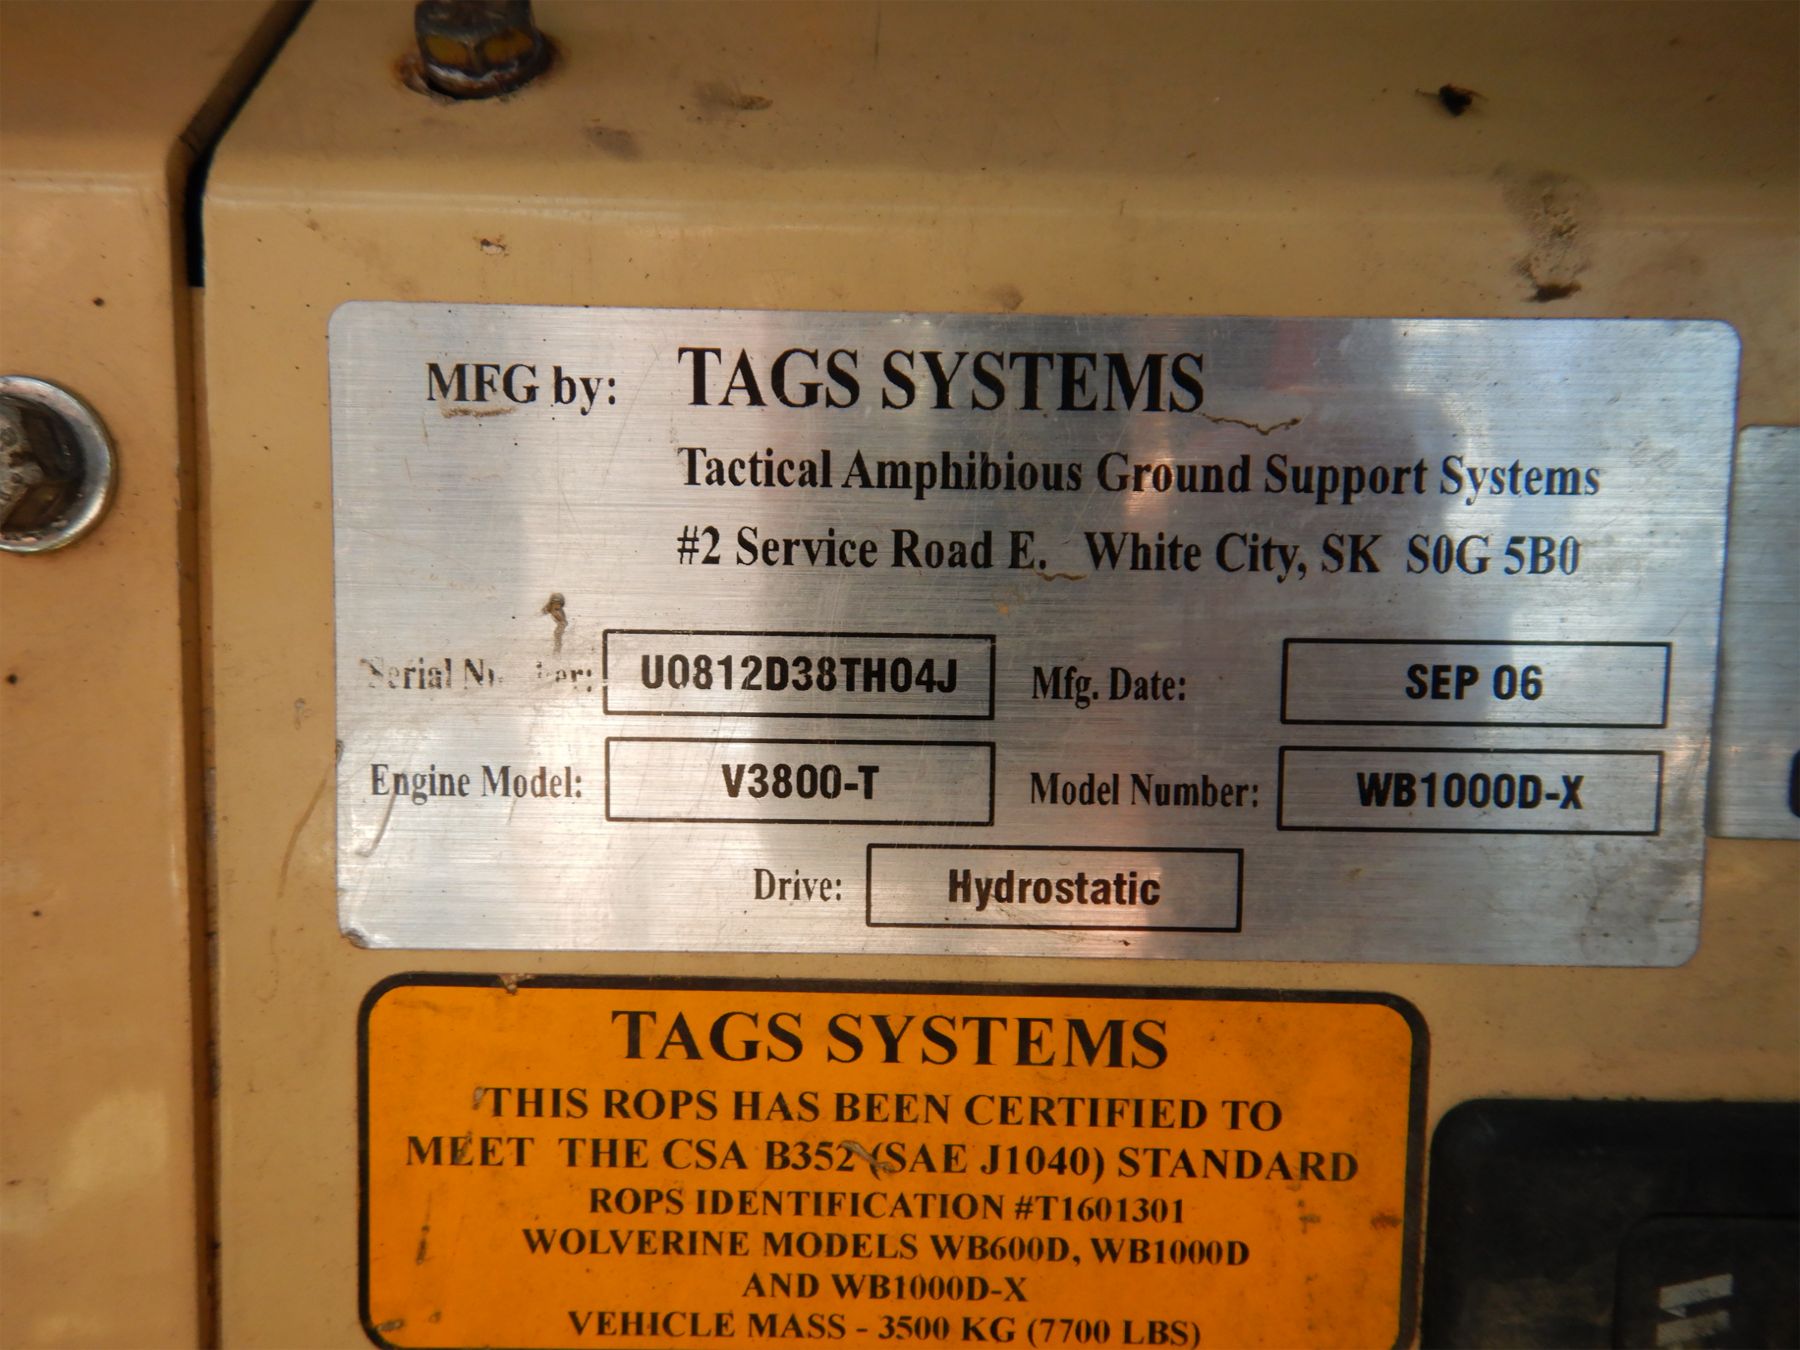 MFG by: TAGS SYSTEMS
Tactical Amphibious Ground Support Systems
#2 Service Road E. White City, SK S0G 5B0
Serial Number: U0812D38TH04J Mfg. Date: SEP 06
Engine Model: V3800-T Model Number: WB1000D-X
Drive: Hydrostatic
TAGS SYSTEMS
THIS ROPS HAS BEEN CERTIFIED TO
MEET THE CSA B352 (SAE J1040) STANDARD
ROPS IDENTIFICATION #T1601301
WOLVERINE MODELS WB600D, WB1000D
AND WB1000D-X
VEHICLE MASS - 3500 KG (7700 LBS)